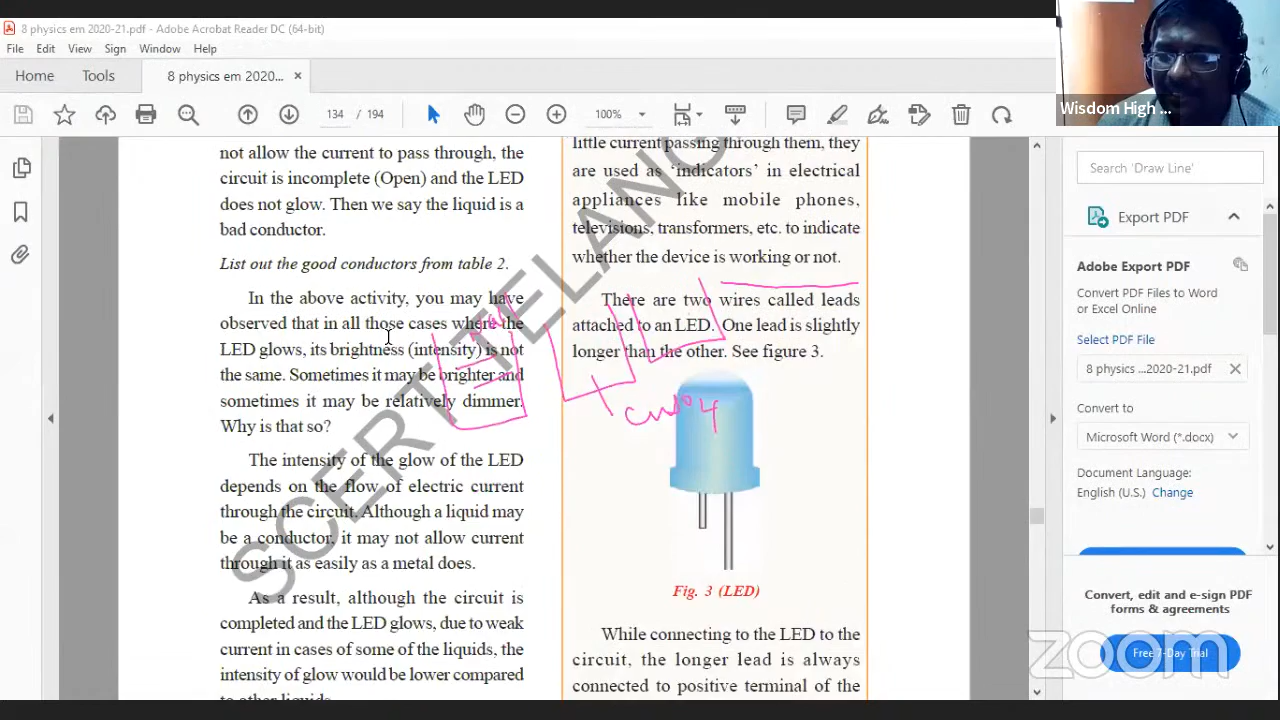 8 physics em 2020-21.pdf - Adobe Acrobat Reader DC (64-bit)
File Edit View Sign Window Help
Home Tools 8 physics em 2020... ×
134 / 194 100%
Wisdom High ...
not allow the current to pass through, the
circuit is incomplete (Open) and the LED
does not glow. Then we say the liquid is a
bad conductor.
List out the good conductors from table 2.
In the above activity, you may have
observed that in all those cases where the
LED glows, its brightness (intensity) is not
the same. Sometimes it may be brighter and
sometimes it may be relatively dimmer.
Why is that so?
The intensity of the glow of the LED
depends on the flow of electric current
through the circuit. Although a liquid may
be a conductor, it may not allow current
through it as easily as a metal does.
As a result, although the circuit is
completed and the LED glows, due to weak
current in cases of some of the liquids, the
intensity of glow would be lower compared
to other liquids.
little current passing through them, they
are used as ‘indicators’ in electrical
appliances like mobile phones,
televisions, transformers, etc. to indicate
whether the device is working or not.
There are two wires called leads
attached to an LED. One lead is slightly
longer than the other. See figure 3.
Fig. 3 (LED)
While connecting to the LED to the
circuit, the longer lead is always
connected to positive terminal of the
SCERT TELANG
Search 'Draw Line'
Export PDF
Adobe Export PDF
Convert PDF Files to Word
or Excel Online
Select PDF File
8 physics ...2020-21.pdf ×
Convert to
Microsoft Word (*.docx)
Document Language:
English (U.S.) Change
Convert, edit and e-sign PDF
forms & agreements
Free 7-Day Trial
zoom